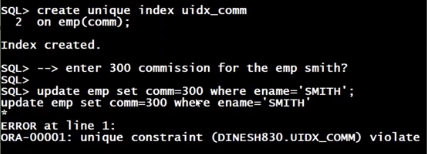 SQL> create unique index uidx_comm
2 on emp(comm);
Index created.
SQL> --> enter 300 commission for the emp smith?
SQL>
SQL> update emp set comm=300 where ename='SMITH';
update emp set comm=300 where ename='SMITH'
*
ERROR at line 1:
ORA-00001: unique constraint (DINESH830.UIDX_COMM) violate